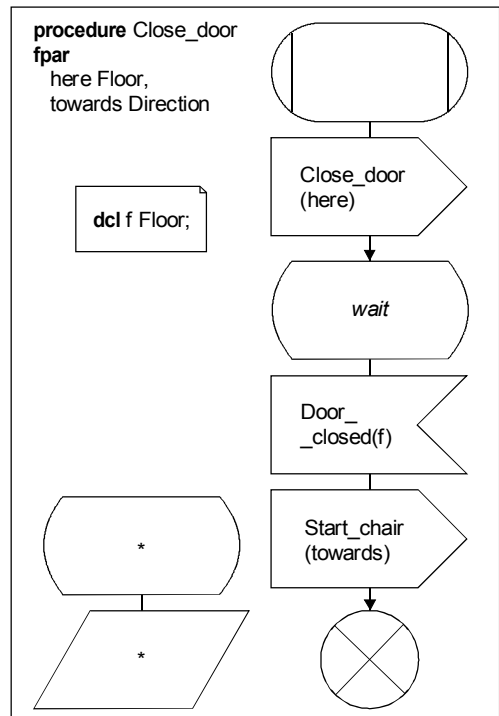 procedure Close_door
fpar
here Floor,
towards Direction
dcl f Floor;
Close_door
(here)
wait
Door_
_closed(f)
Start_chair
(towards)
*
*